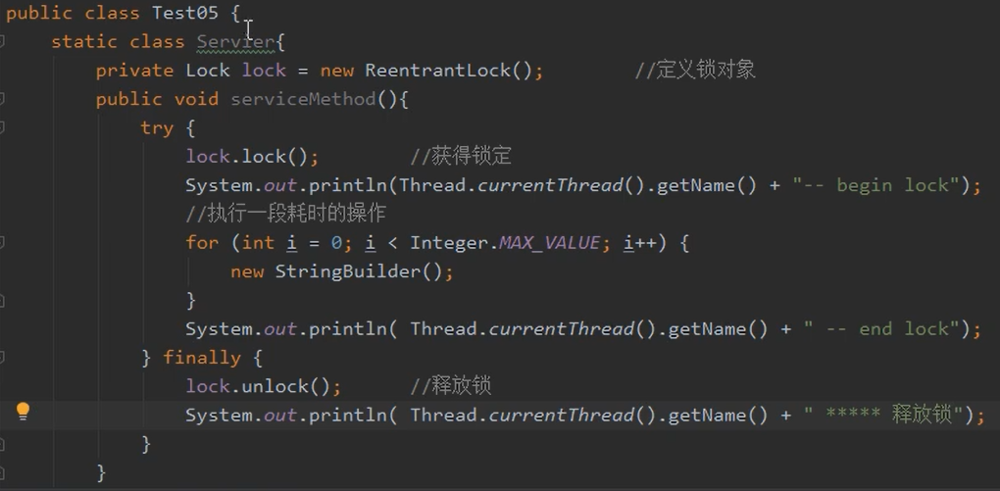 public class Test05 {
static class Servier{
private Lock lock = new ReentrantLock(); //定义锁对象
public void serviceMethod(){
try {
lock.lock(); //获得锁定
System.out.println(Thread.currentThread().getName() + "-- begin lock");
//执行一段耗时的操作
for (int i = 0; i < Integer.MAX_VALUE; i++) {
new StringBuilder();
}
System.out.println( Thread.currentThread().getName() + " -- end lock");
} finally {
lock.unlock(); //释放锁
System.out.println( Thread.currentThread().getName() + " ***** 释放锁");
}
}